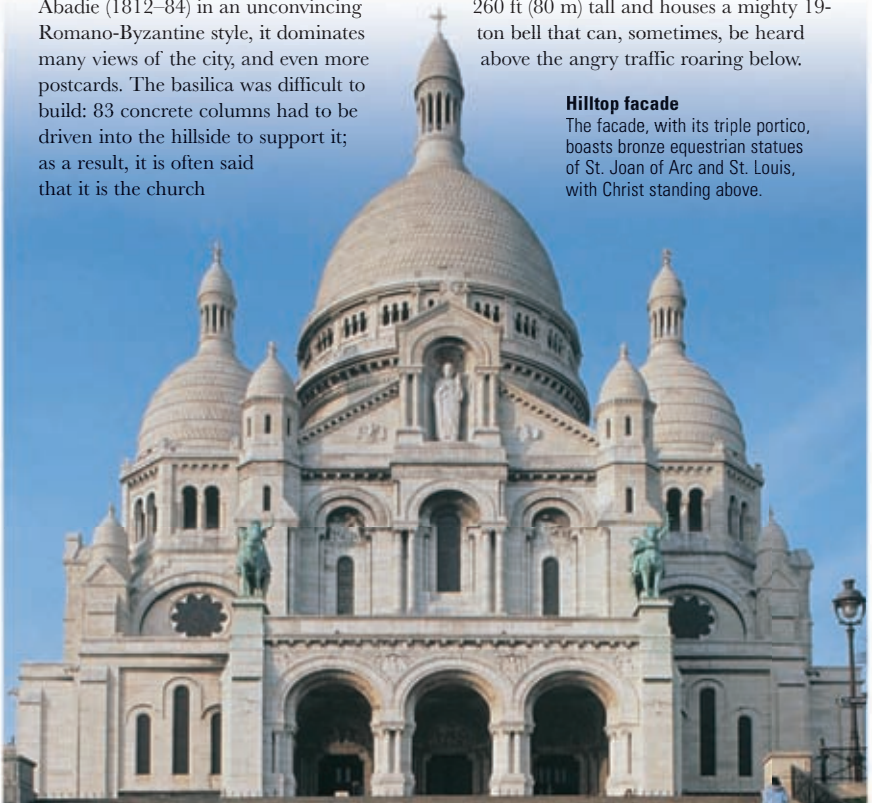 Abadie (1812–84) in an unconvincing
Romano-Byzantine style, it dominates
many views of the city, and even more
postcards. The basilica was difficult to
build: 83 concrete columns had to be
driven into the hillside to support it;
as a result, it is often said
that it is the church
260 ft (80 m) tall and houses a mighty 19-
ton bell that can, sometimes, be heard
above the angry traffic roaring below.
Hilltop facade
The facade, with its triple portico,
boasts bronze equestrian statues
of St. Joan of Arc and St. Louis,
with Christ standing above.